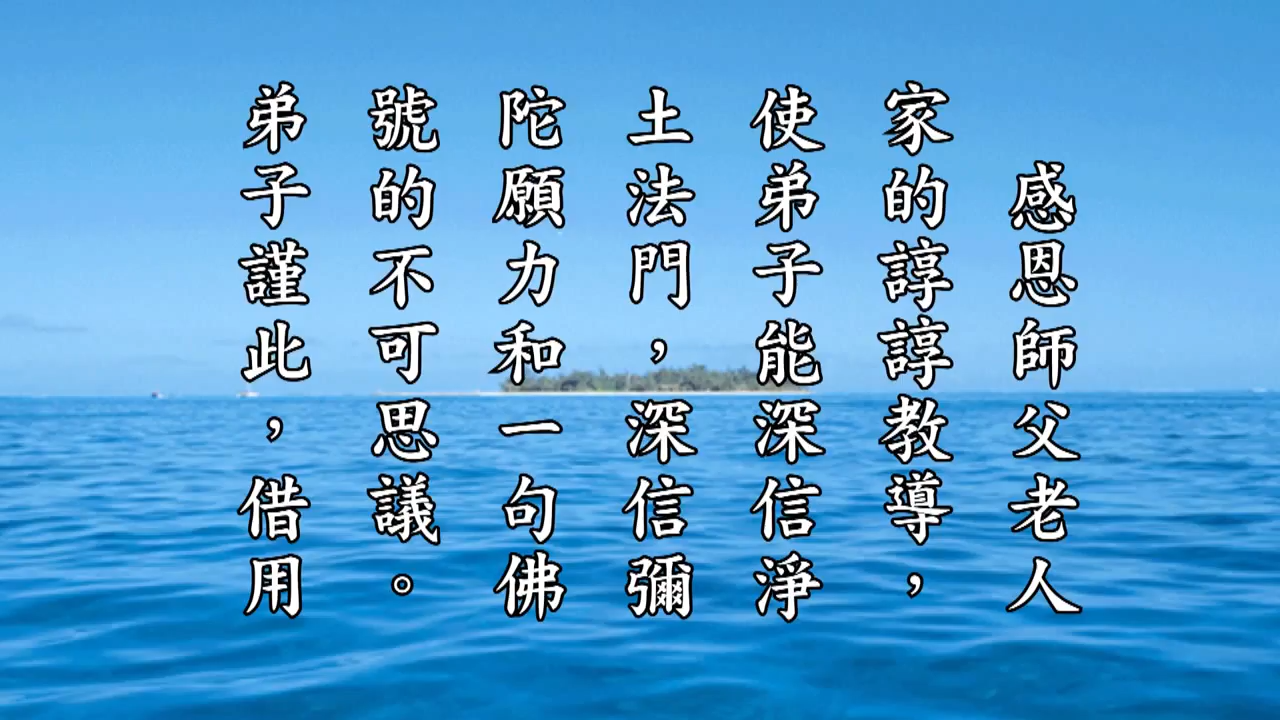 感恩師父老人
家的諄諄教導，
使弟子能深信淨
土法門，深信彌
陀願力和一句佛
號的不可思議。
弟子謹此，借用